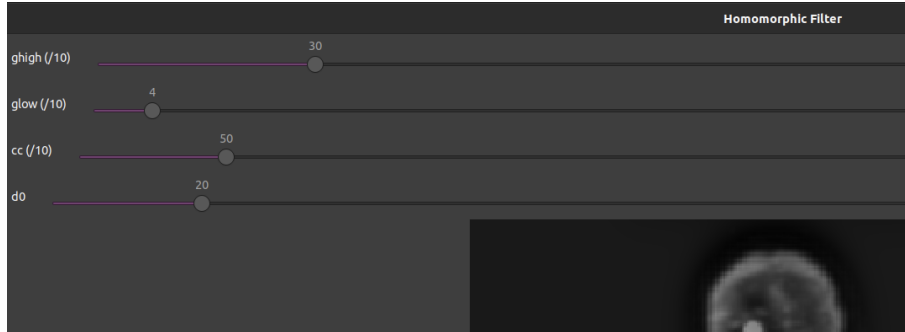 Homomorphic Filter
ghigh (/10)
30
glow (/10)
4
cc (/10)
50
d0
20